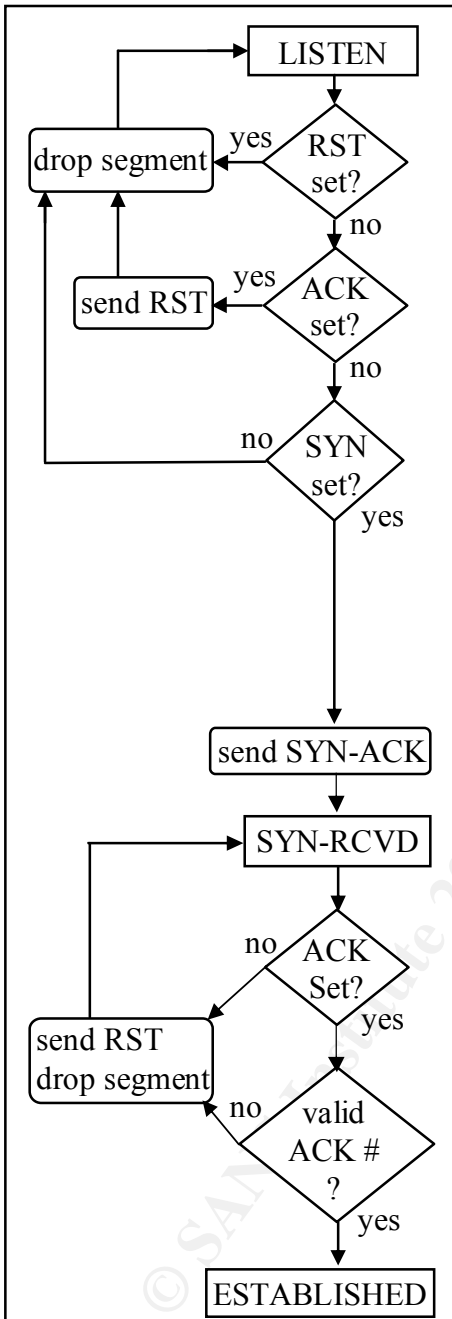 LISTEN
yes
drop segment
RST
set?
no
yes
send RST
ACK
set?
no
no
SYN
set?
yes
send SYN-ACK
SYN-RCVD
no
ACK
Set?
yes
send RST
drop segment
no
valid
ACK #
?
yes
ESTABLISHED